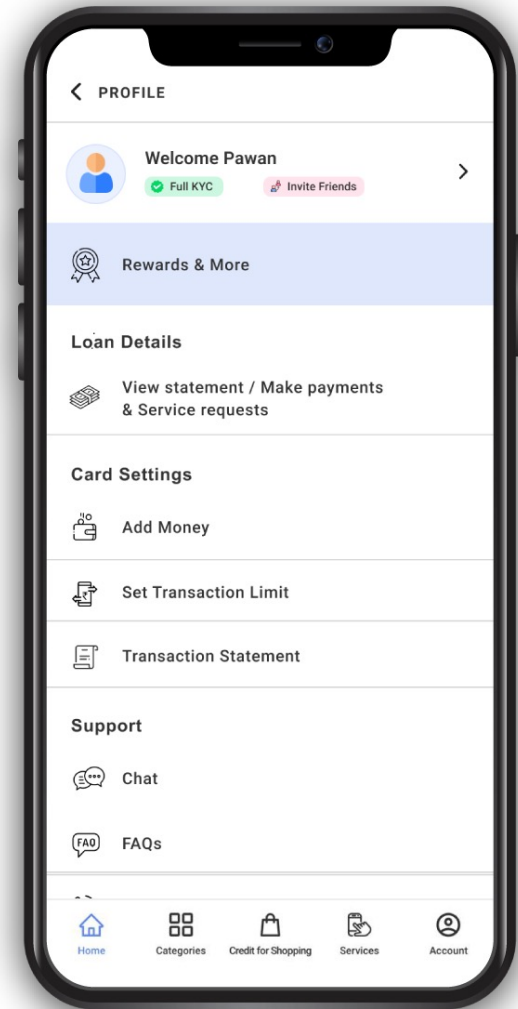 PROFILE
Welcome Pawan
Full KYC
Invite Friends
Rewards & More
Loan Details
View statement / Make payments
& Service requests
Card Settings
Add Money
Set Transaction Limit
Transaction Statement
Support
Chat
FAQ
FAQs
Home
Categories
Credit for Shopping
Services
Account